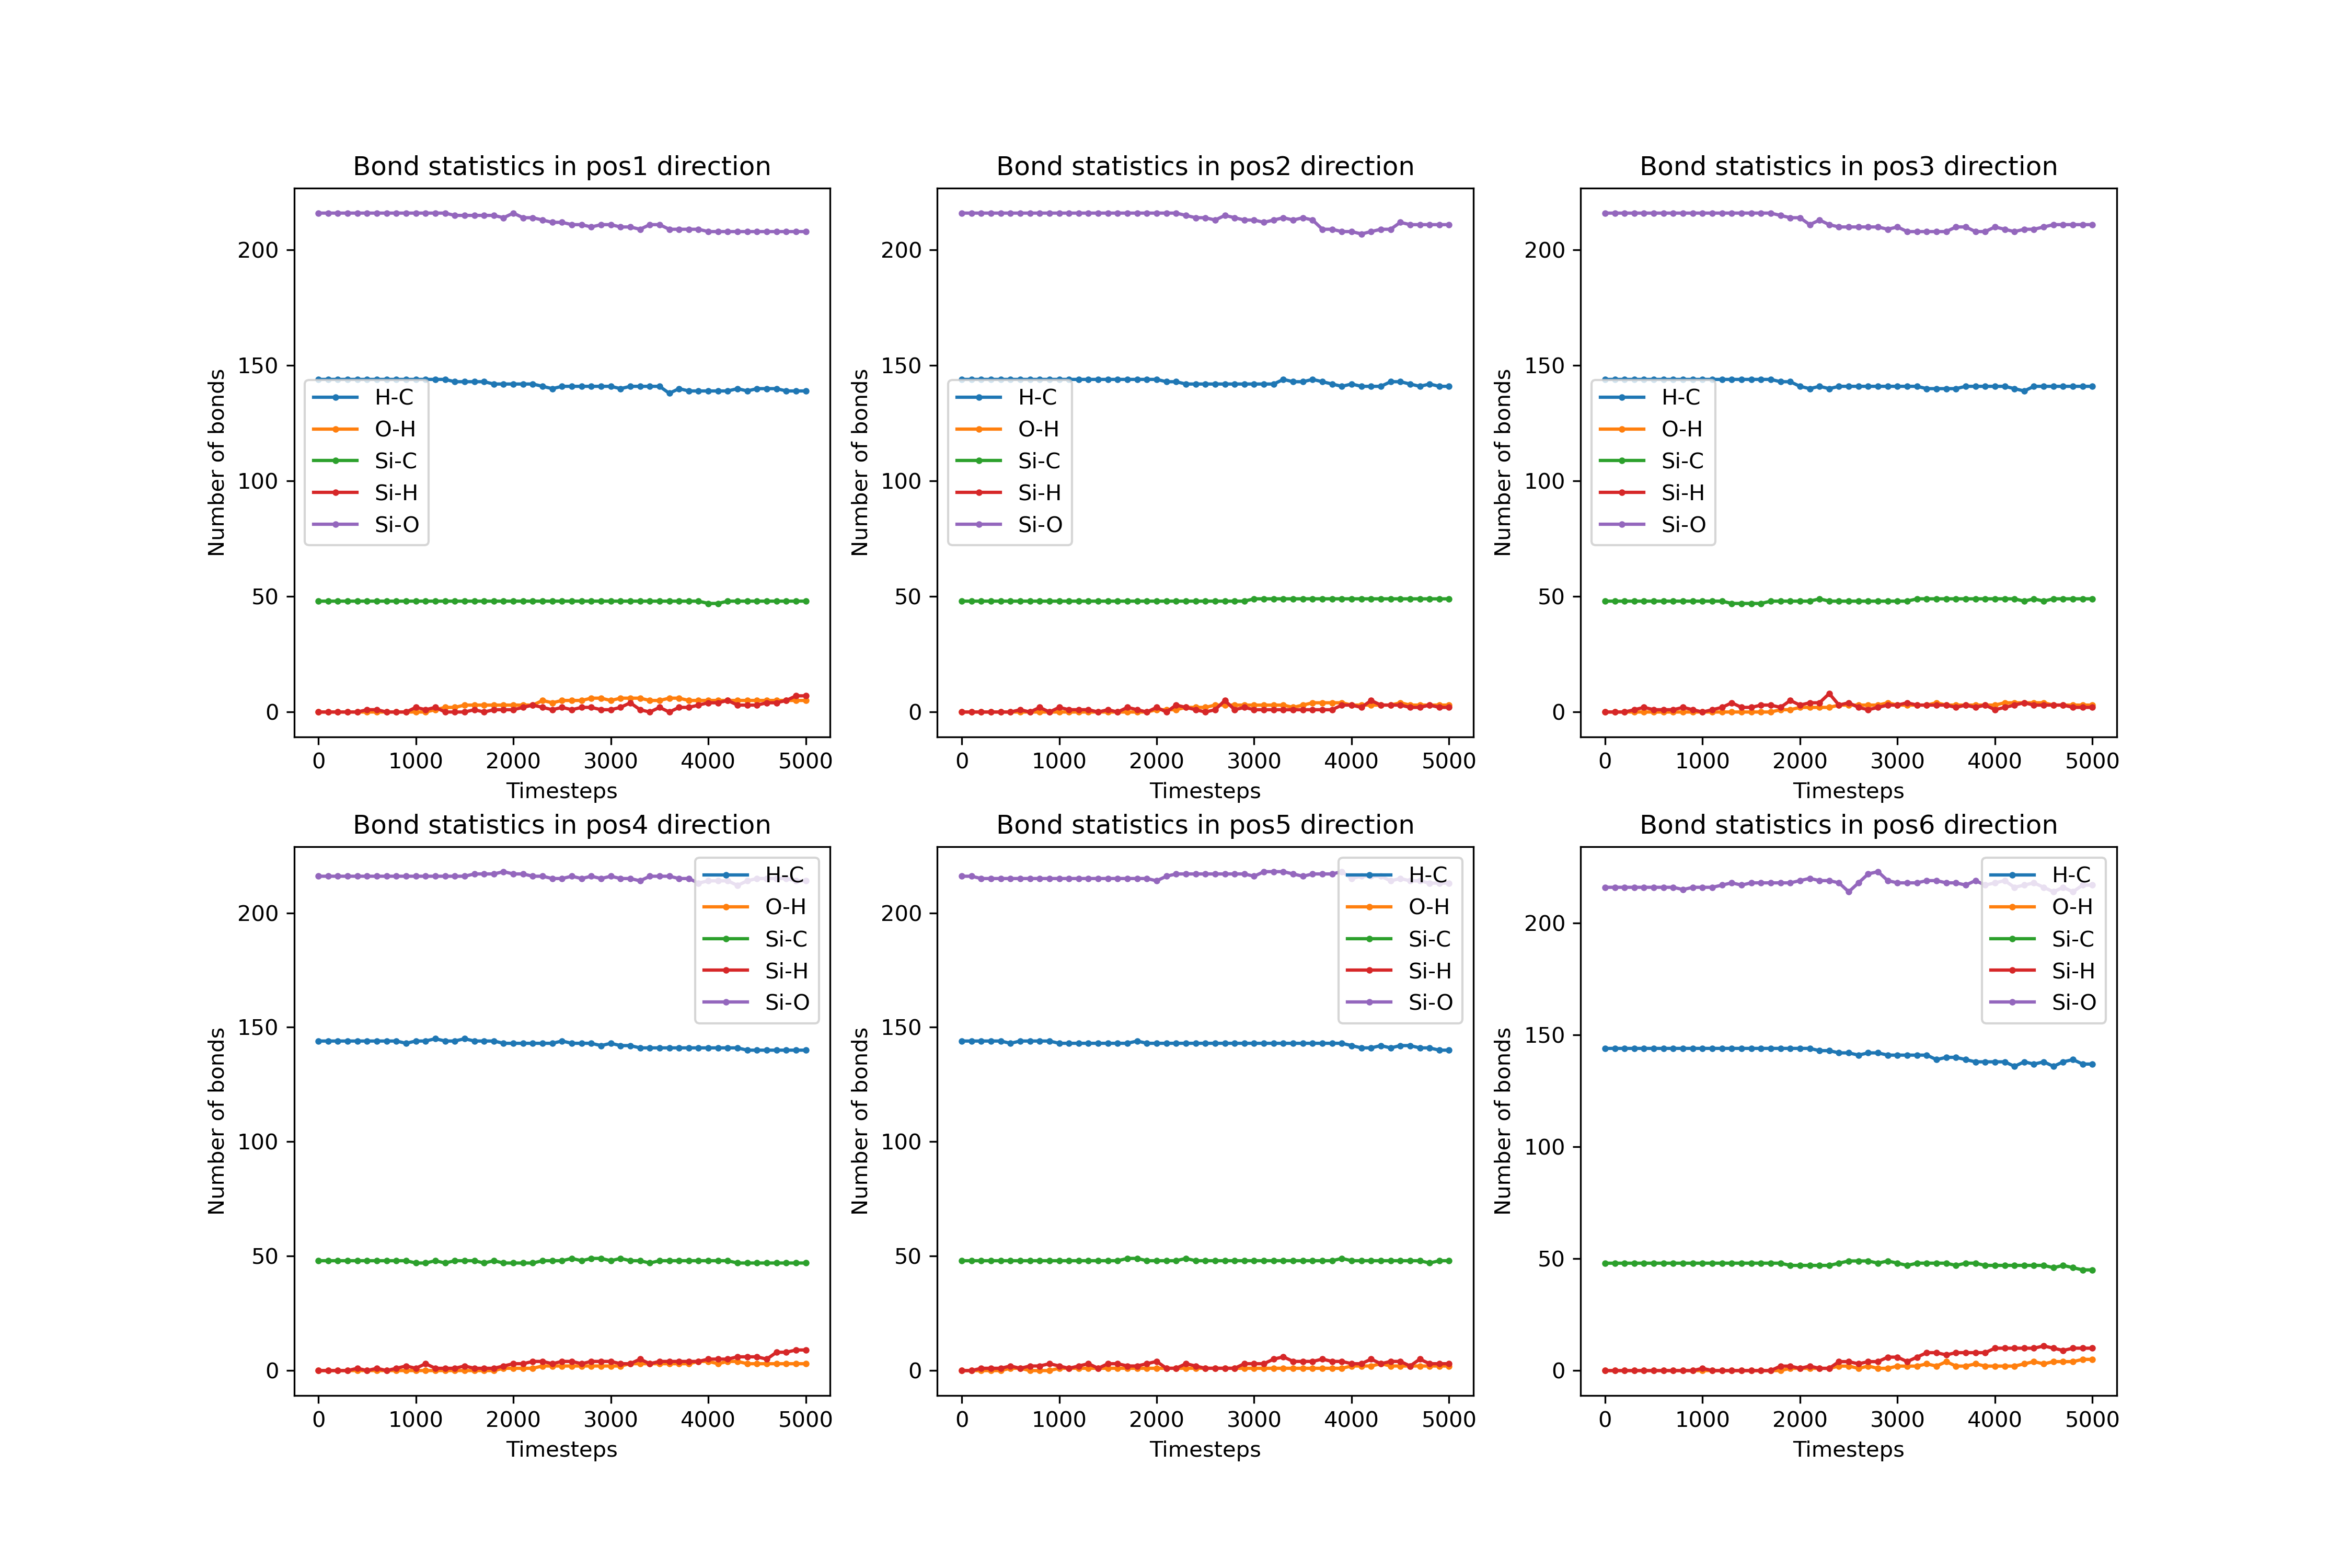 Bond statistics in pos1 direction
200
150
100
50
0
Number of bonds
H-C
O-H
Si-C
Si-H
Si-O
0 1000 2000 3000 4000 5000
Timesteps
Bond statistics in pos2 direction
200
150
100
50
0
Number of bonds
H-C
O-H
Si-C
Si-H
Si-O
0 1000 2000 3000 4000 5000
Timesteps
Bond statistics in pos3 direction
200
150
100
50
0
Number of bonds
H-C
O-H
Si-C
Si-H
Si-O
0 1000 2000 3000 4000 5000
Timesteps
Bond statistics in pos4 direction
200
150
100
50
0
Number of bonds
H-C
O-H
Si-C
Si-H
Si-O
0 1000 2000 3000 4000 5000
Timesteps
Bond statistics in pos5 direction
200
150
100
50
0
Number of bonds
H-C
O-H
Si-C
Si-H
Si-O
0 1000 2000 3000 4000 5000
Timesteps
Bond statistics in pos6 direction
200
150
100
50
0
Number of bonds
H-C
O-H
Si-C
Si-H
Si-O
0 1000 2000 3000 4000 5000
Timesteps